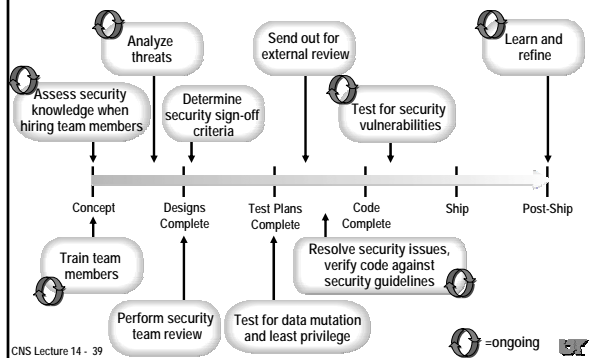 Analyze
threats
Send out for
external review
Learn and
refine
Assess security
knowledge when
hiring team members
Determine
security sign-off
criteria
Test for security
vulnerabilities
Concept
Designs
Complete
Test Plans
Complete
Code
Complete
Ship
Post-Ship
Train team
members
Resolve security issues,
verify code against
security guidelines
Perform security
team review
Test for data mutation
and least privilege
=ongoing
CNS Lecture 14 - 39